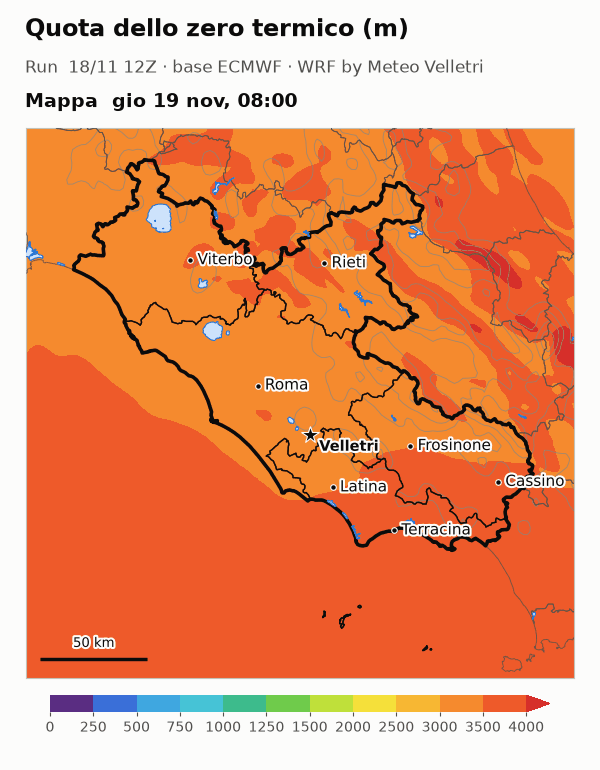 Quota dello zero termico (m)
Run  18/11 12Z · base ECMWF · WRF by Meteo Velletri
Mappa  gio 19 nov, 08:00
Viterbo
Rieti
Roma
Velletri
Frosinone
Latina
Cassino
Terracina
50 km
0 250 500 750 1000 1250 1500 2000 2500 3000 3500 4000